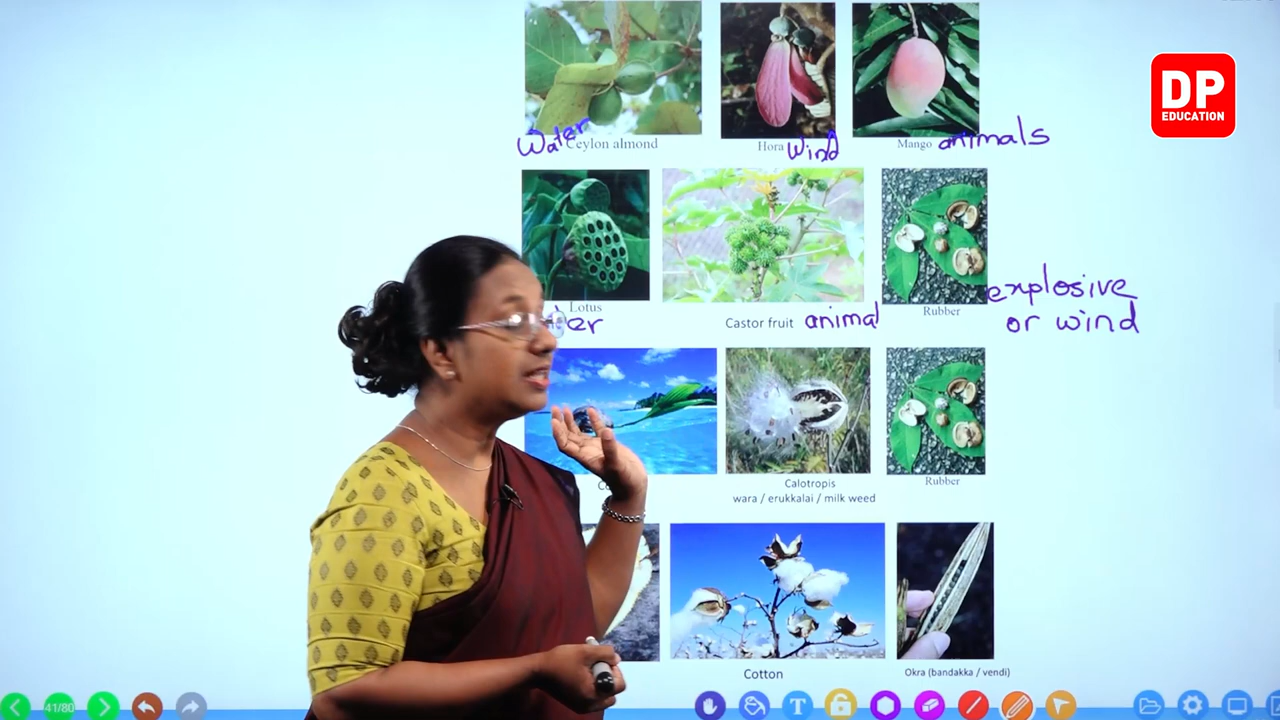 DP
EDUCATION
Water
Ceylon almond
Hora
Wind
Mango
animals
Lotus
Castor fruit
animal
Rubber
explosive
or wind
Calotropis
wara / erukkalai / milk weed
Rubber
Cotton
Okra (bandakka / vendi)
41/80
T